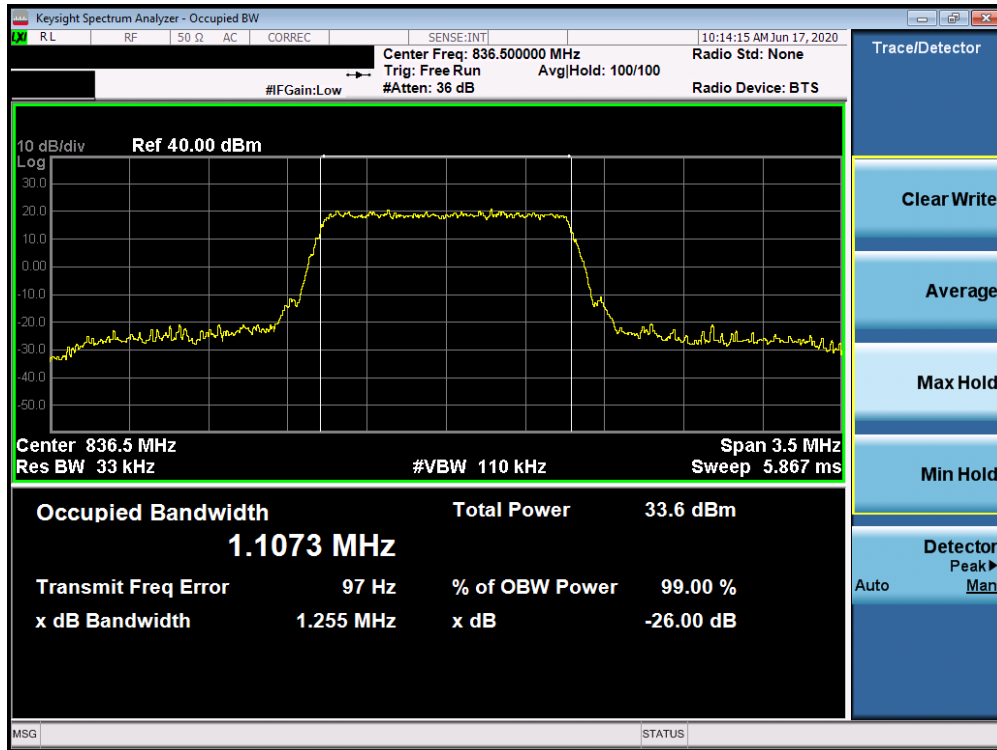 Keysight Spectrum Analyzer - Occupied BW
LXI RL RF 50 Ω AC CORREC SENSE:INT 10:14:15 AM Jun 17, 2020
Center Freq: 836.500000 MHz Radio Std: None
Trig: Free Run Avg|Hold: 100/100
#IFGain:Low #Atten: 36 dB Radio Device: BTS
10 dB/div Ref 40.00 dBm
Log
30.0
20.0
10.0
0.00
-10.0
-20.0
-30.0
-40.0
-50.0
Center 836.5 MHz Span 3.5 MHz
Res BW 33 kHz #VBW 110 kHz Sweep 5.867 ms
Occupied Bandwidth Total Power 33.6 dBm
1.1073 MHz
Transmit Freq Error 97 Hz % of OBW Power 99.00 %
x dB Bandwidth 1.255 MHz x dB -26.00 dB
MSG STATUS
Trace/Detector
Clear Write
Average
Max Hold
Min Hold
Detector
Peak▶
Auto Man